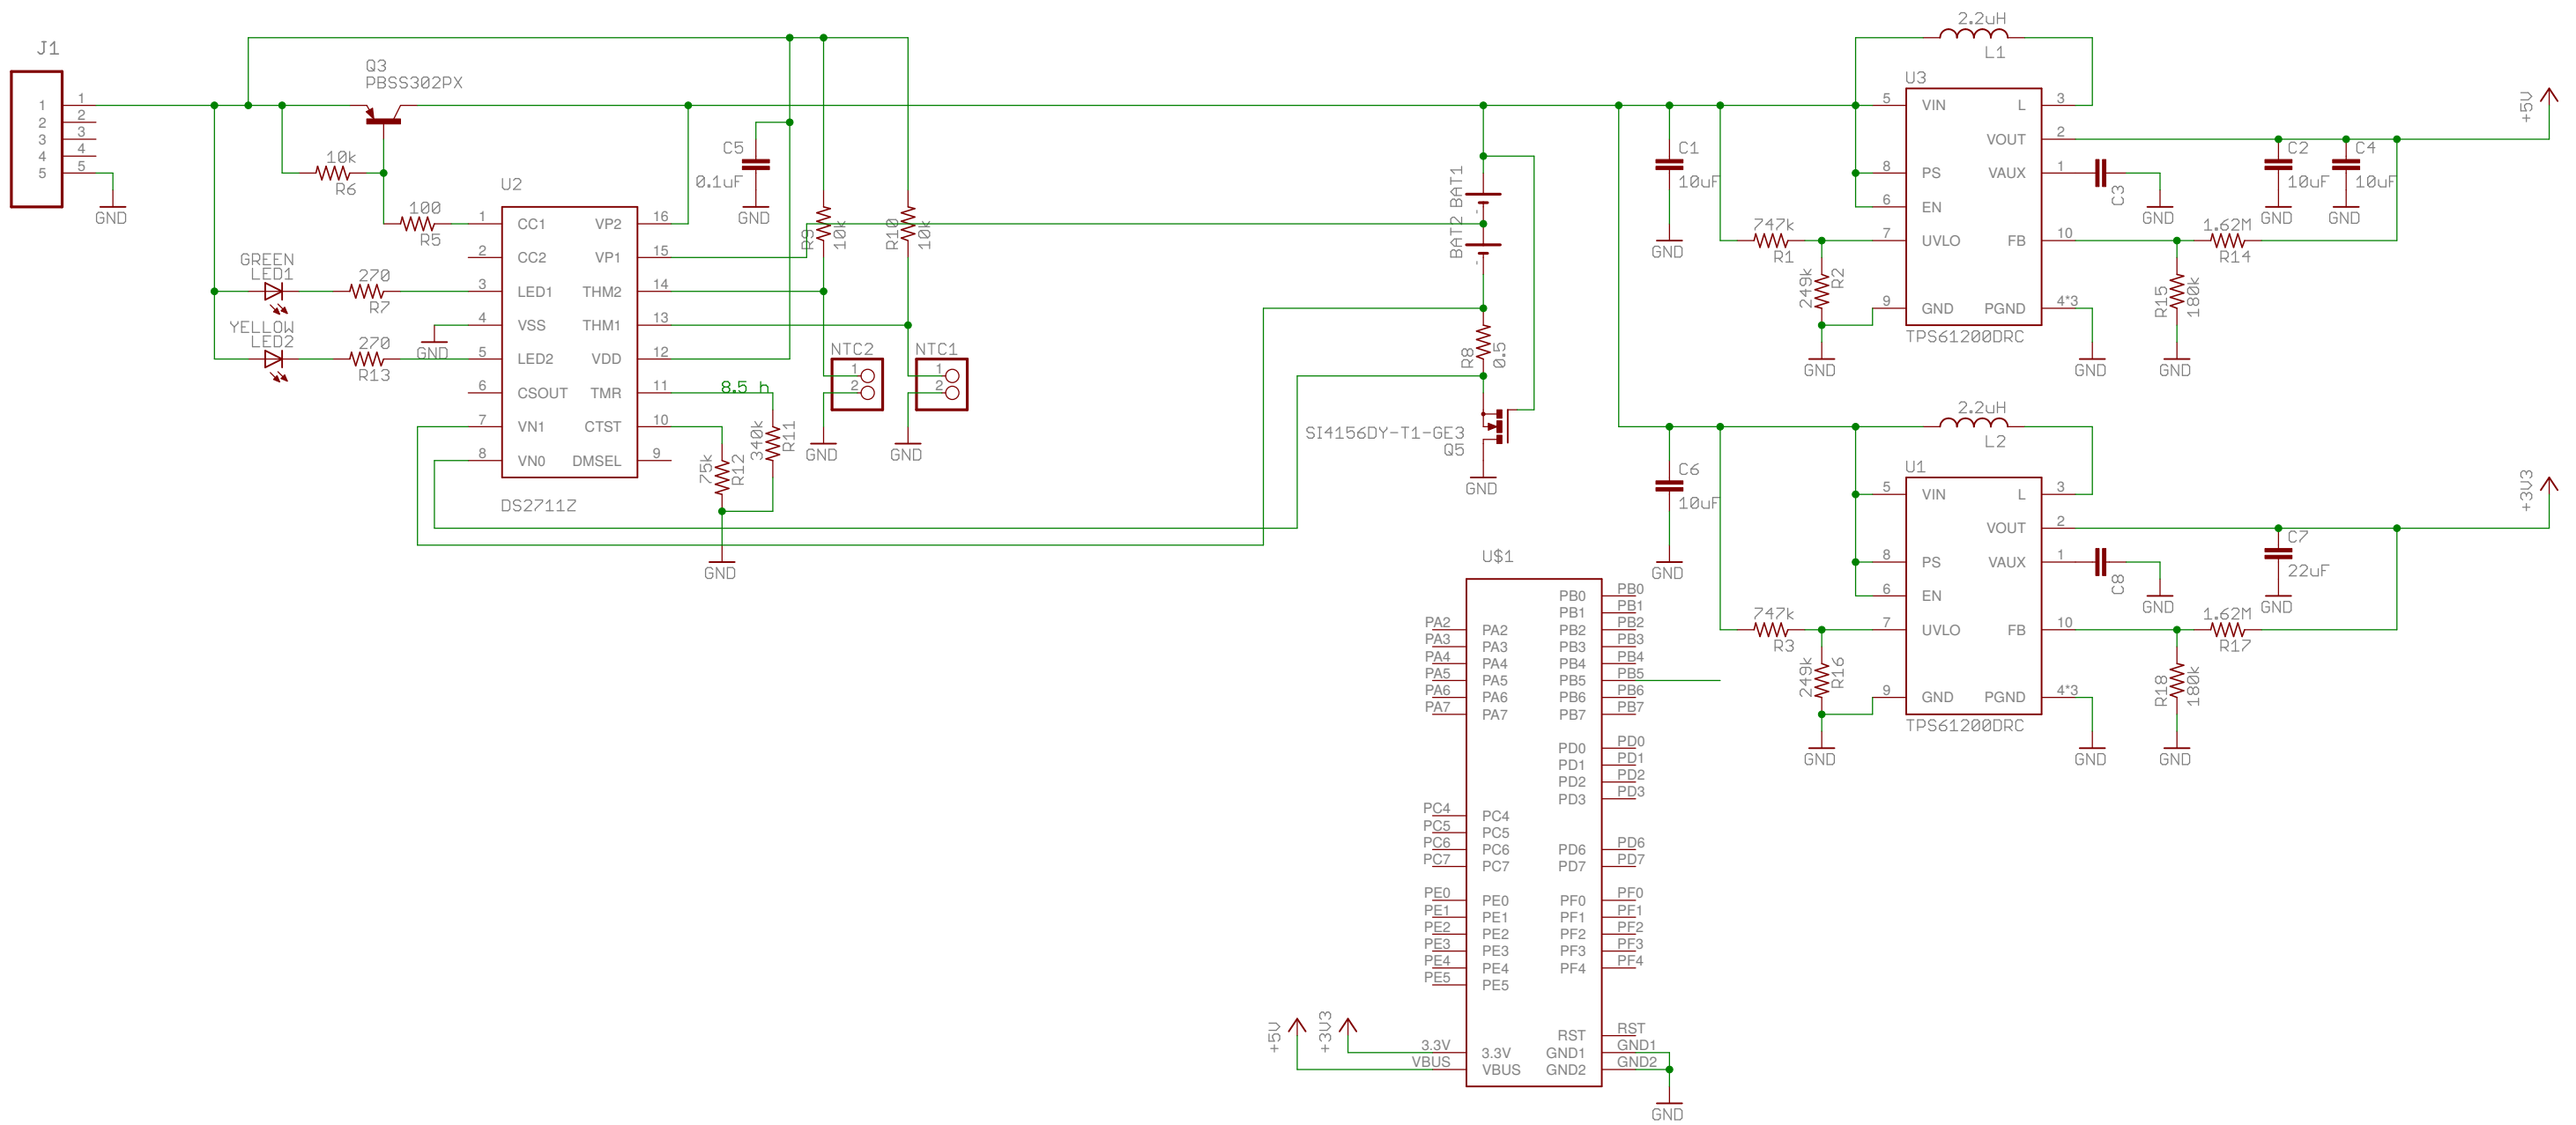 J1
1 1
2 2
3 3
4 4
5 5
GND
Q3
PBSS302PX
10k
R6
100
R5
GREEN
LED1
270
R7
YELLOW
LED2
270
R13
GND
U2
1 CC1 VP2 16
2 CC2 VP1 15
3 LED1 THM2 14
4 VSS THM1 13
5 LED2 VDD 12
6 CSOUT TMR 11
7 VN1 CTST 10
8 VN0 DMSEL 9
DS2711Z
8.5 h
C5
0.1uF
GND
R9
10k
R10
10k
NTC2
1
2
GND
NTC1
1
2
GND
340k
R11
75k
R12
GND
BAT1
-
BAT2
-
R8
0.5
SI4156DY-T1-GE3
Q5
GND
C1
10uF
GND
747k
R1
249k
R2
GND
2.2uH
L1
U3
5 VIN L 3
VOUT 2
8 PS VAUX 1
6 EN
7 UVLO FB 10
9 GND PGND 4*3
TPS61200DRC
GND
C3
GND
C2
10uF
GND
C4
10uF
GND
1.62M
R14
R15
180k
GND
+5V
C6
10uF
GND
747k
R3
249k
R16
GND
2.2uH
L2
U1
5 VIN L 3
VOUT 2
8 PS VAUX 1
6 EN
7 UVLO FB 10
9 GND PGND 4*3
TPS61200DRC
GND
C8
GND
C7
22uF
GND
1.62M
R17
R18
180k
GND
+3V3
U$1
PB0 PB0
PB1 PB1
PA2 PA2 PB2 PB2
PA3 PA3 PB3 PB3
PA4 PA4 PB4 PB4
PA5 PA5 PB5 PB5
PA6 PA6 PB6 PB6
PA7 PA7 PB7 PB7
PD0 PD0
PD1 PD1
PD2 PD2
PD3 PD3
PC4 PC4
PC5 PC5
PC6 PC6 PD6 PD6
PC7 PC7 PD7 PD7
PE0 PE0 PF0 PF0
PE1 PE1 PF1 PF1
PE2 PE2 PF2 PF2
PE3 PE3 PF3 PF3
PE4 PE4 PF4 PF4
PE5 PE5
RST RST
3.3V 3.3V GND1 GND1
VBUS VBUS GND2 GND2
+5V
+3V3
GND